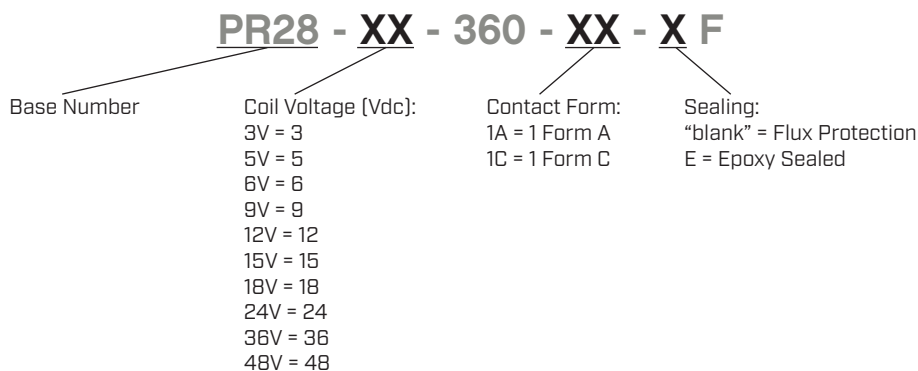 PR28 - XX - 360 - XX - X F
Base Number
Coil Voltage (Vdc):
3V = 3
5V = 5
6V = 6
9V = 9
12V = 12
15V = 15
18V = 18
24V = 24
36V = 36
48V = 48
Contact Form:
1A = 1 Form A
1C = 1 Form C
Sealing:
“blank” = Flux Protection
E = Epoxy Sealed